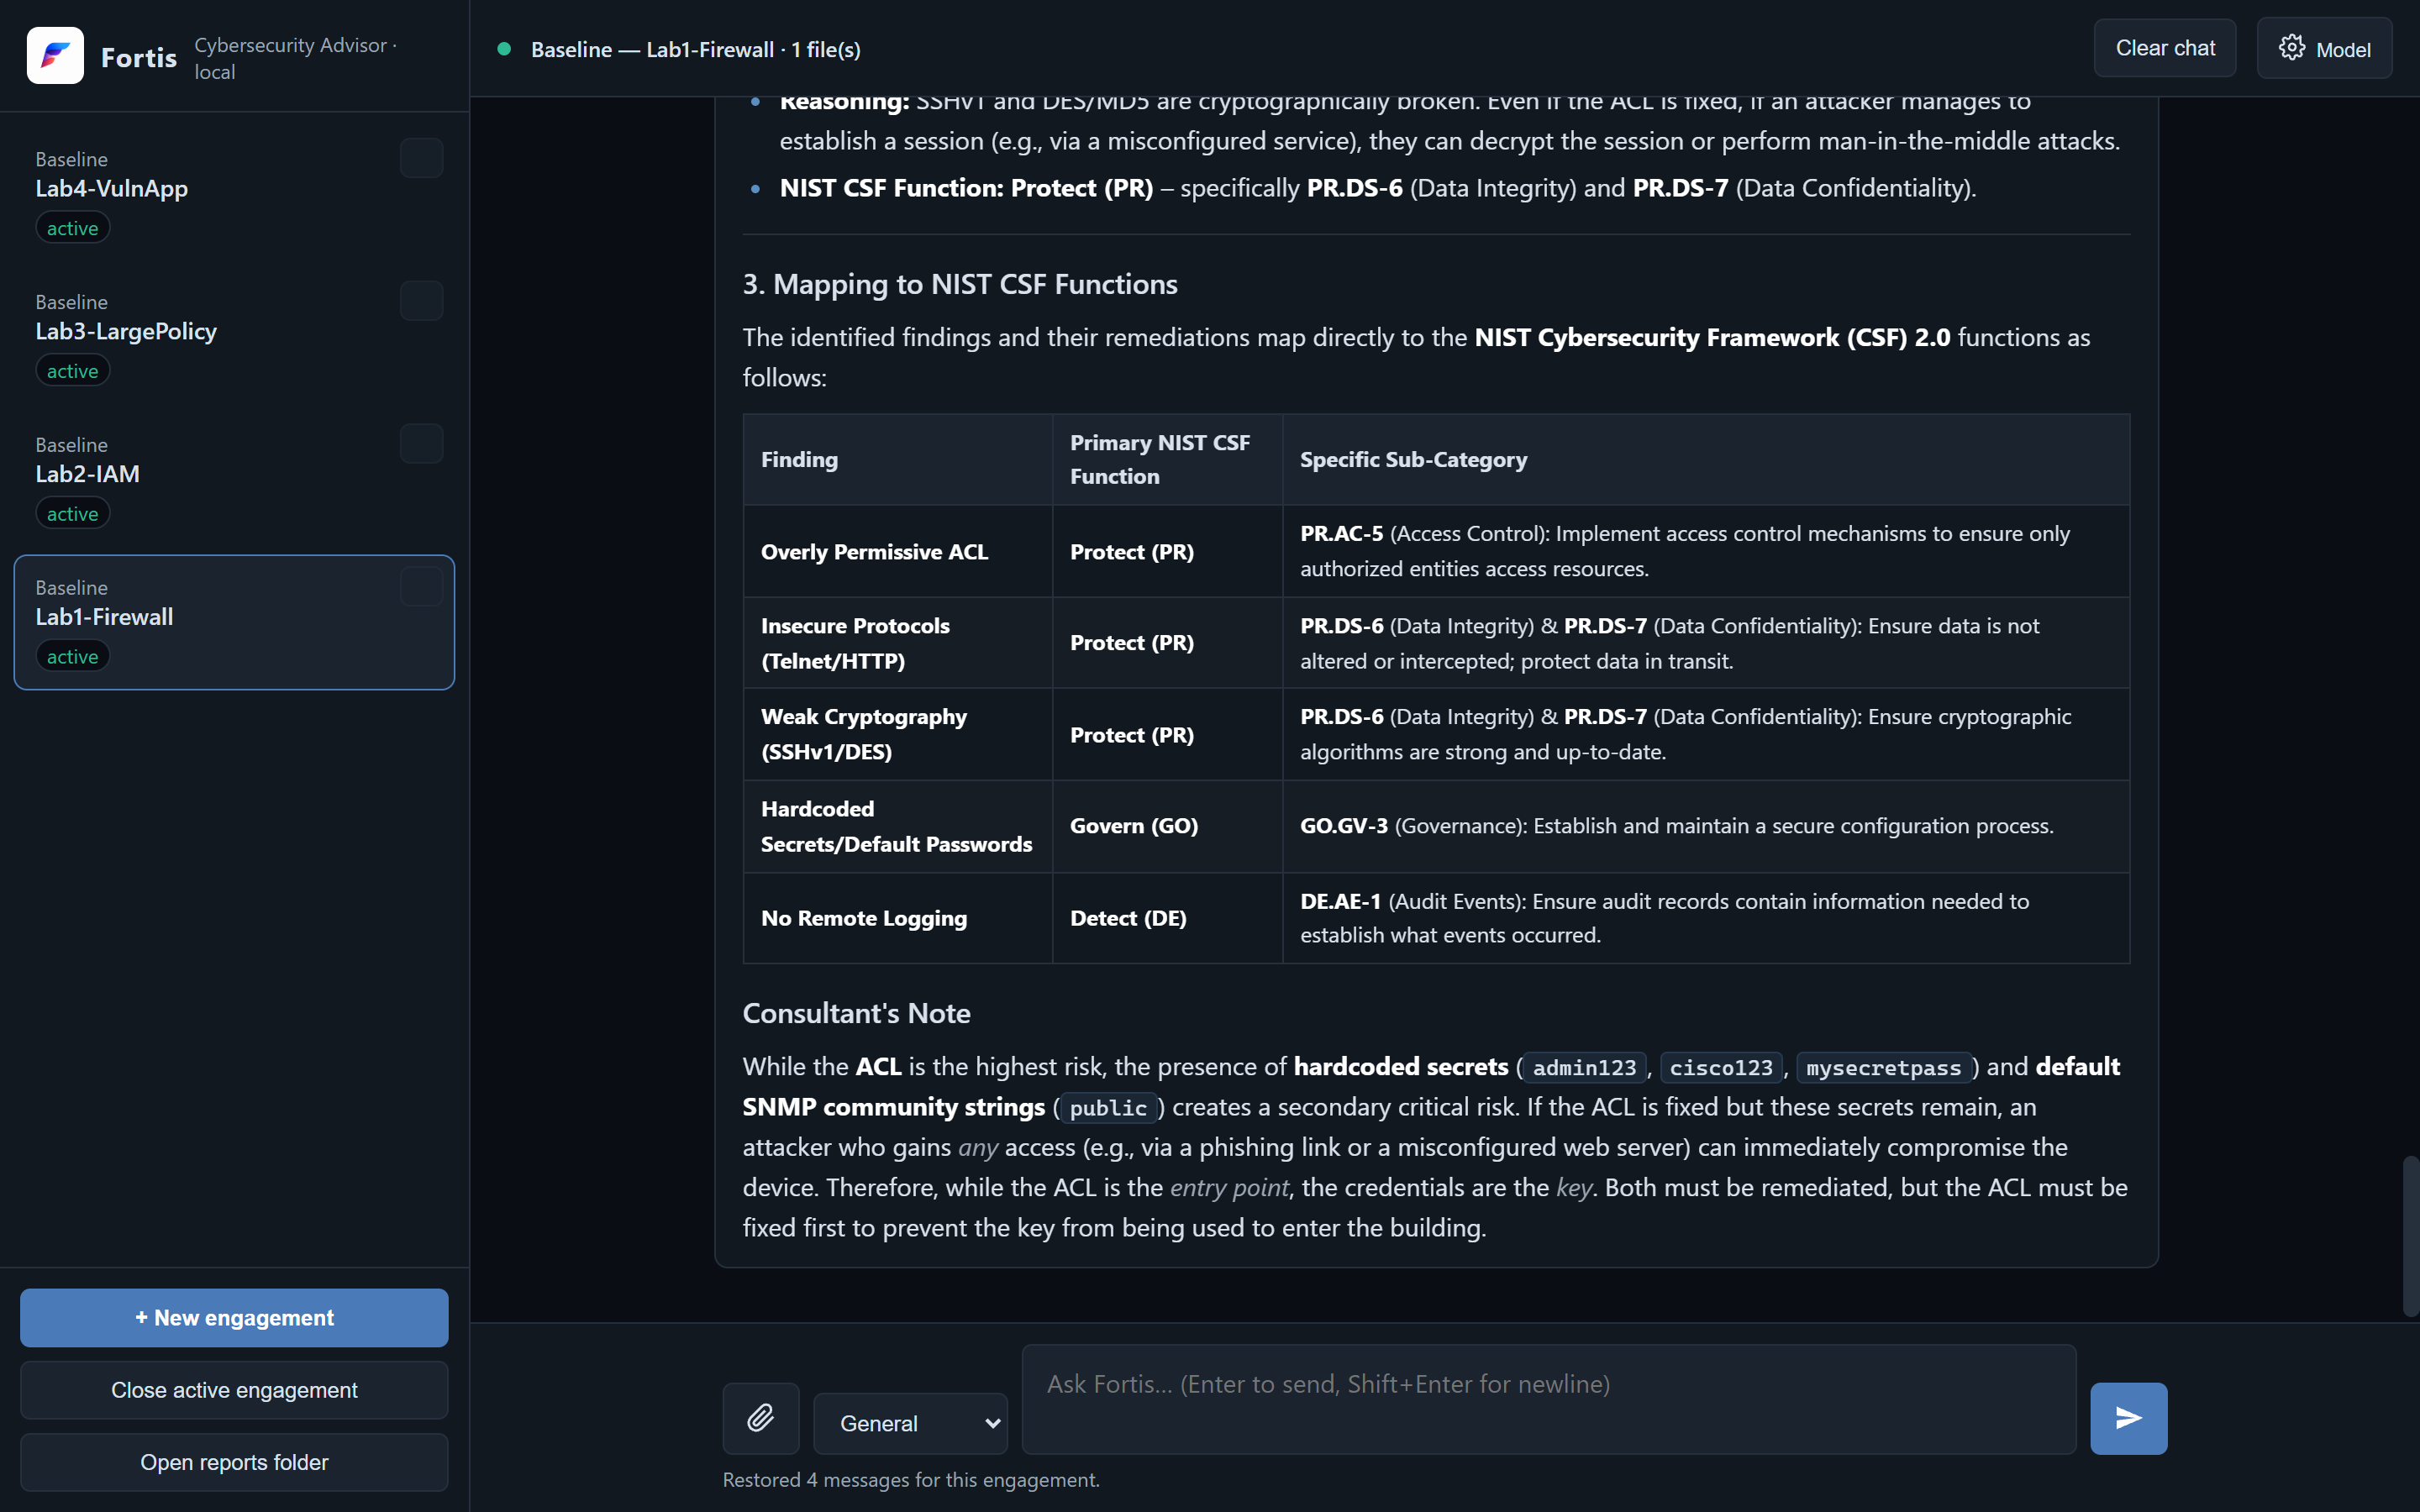 Fortis
Cybersecurity Advisor ·
local
Baseline
Lab4-VulnApp
active
Baseline
Lab3-LargePolicy
active
Baseline
Lab2-IAM
active
Baseline
Lab1-Firewall
active
+ New engagement
Close active engagement
Open reports folder
Baseline — Lab1-Firewall · 1 file(s)
Clear chat
Model
Reasoning: SSHv1 and DES/MD5 are cryptographically broken. Even if the ACL is fixed, if an attacker manages to
establish a session (e.g., via a misconfigured service), they can decrypt the session or perform man-in-the-middle attacks.
NIST CSF Function: Protect (PR) – specifically PR.DS-6 (Data Integrity) and PR.DS-7 (Data Confidentiality).
3. Mapping to NIST CSF Functions
The identified findings and their remediations map directly to the NIST Cybersecurity Framework (CSF) 2.0 functions as
follows:
Finding
Primary NIST CSF
Function
Specific Sub-Category
Overly Permissive ACL
Protect (PR)
PR.AC-5 (Access Control): Implement access control mechanisms to ensure only
authorized entities access resources.
Insecure Protocols
(Telnet/HTTP)
Protect (PR)
PR.DS-6 (Data Integrity) & PR.DS-7 (Data Confidentiality): Ensure data is not
altered or intercepted; protect data in transit.
Weak Cryptography
(SSHv1/DES)
Protect (PR)
PR.DS-6 (Data Integrity) & PR.DS-7 (Data Confidentiality): Ensure cryptographic
algorithms are strong and up-to-date.
Hardcoded
Secrets/Default Passwords
Govern (GO)
GO.GV-3 (Governance): Establish and maintain a secure configuration process.
No Remote Logging
Detect (DE)
DE.AE-1 (Audit Events): Ensure audit records contain information needed to
establish what events occurred.
Consultant's Note
While the ACL is the highest risk, the presence of hardcoded secrets (admin123, cisco123, mysecretpass) and default
SNMP community strings (public) creates a secondary critical risk. If the ACL is fixed but these secrets remain, an
attacker who gains any access (e.g., via a phishing link or a misconfigured web server) can immediately compromise the
device. Therefore, while the ACL is the entry point, the credentials are the key. Both must be remediated, but the ACL must be
fixed first to prevent the key from being used to enter the building.
General
Ask Fortis... (Enter to send, Shift+Enter for newline)
Restored 4 messages for this engagement.